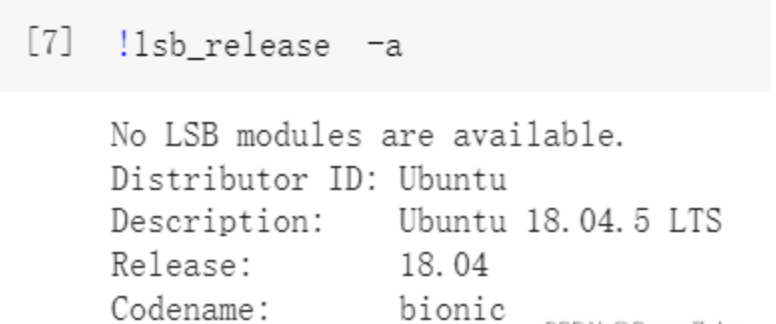 [7] !lsb_release -a
No LSB modules are available.
Distributor ID: Ubuntu
Description: Ubuntu 18.04.5 LTS
Release: 18.04
Codename: bionic